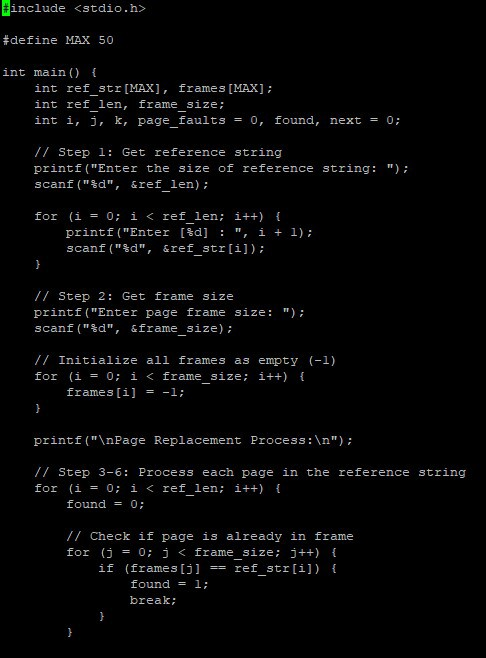 #include <stdio.h>

#define MAX 50

int main() {
    int ref_str[MAX], frames[MAX];
    int ref_len, frame_size;
    int i, j, k, page_faults = 0, found, next = 0;

    // Step 1: Get reference string
    printf("Enter the size of reference string: ");
    scanf("%d", &ref_len);

    for (i = 0; i < ref_len; i++) {
        printf("Enter [%d] : ", i + 1);
        scanf("%d", &ref_str[i]);
    }

    // Step 2: Get frame size
    printf("Enter page frame size: ");
    scanf("%d", &frame_size);

    // Initialize all frames as empty (-1)
    for (i = 0; i < frame_size; i++) {
        frames[i] = -1;
    }

    printf("\nPage Replacement Process:\n");

    // Step 3-6: Process each page in the reference string
    for (i = 0; i < ref_len; i++) {
        found = 0;

        // Check if page is already in frame
        for (j = 0; j < frame_size; j++) {
            if (frames[j] == ref_str[i]) {
                found = 1;
                break;
            }
        }